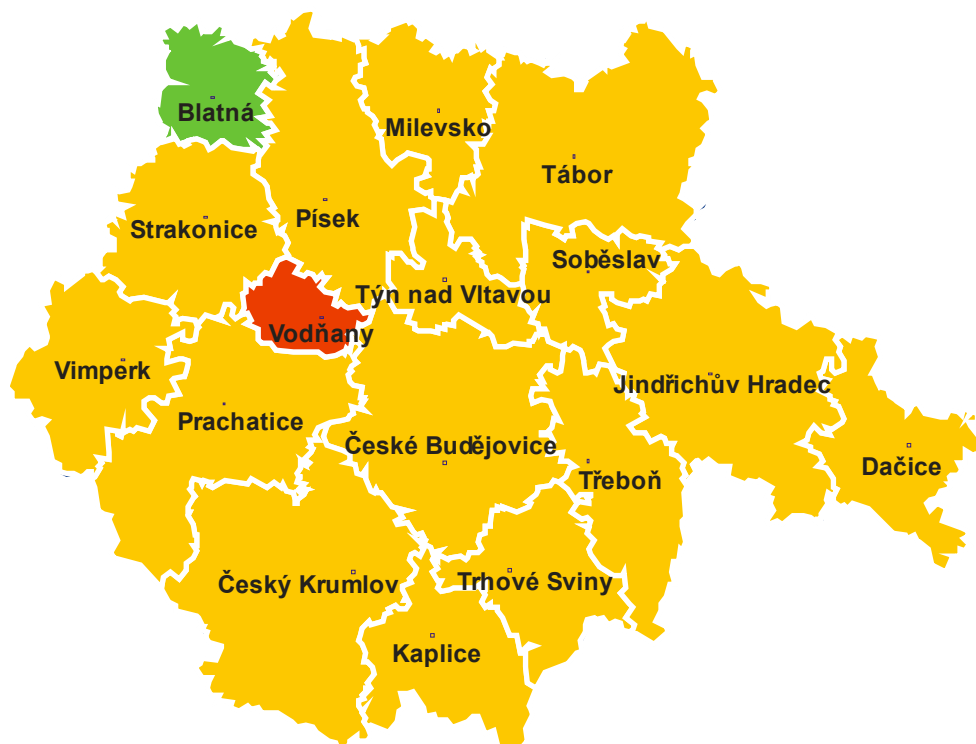 Blatná
Milevsko
Tábor
Písek
Strakonice
Soběslav
Týn nad Vltavou
Vodňany
Vimperk
Jindřichův Hradec
Prachatice
České Budějovice
Dačice
Třeboň
Český Krumlov
Trhové Sviny
Kaplice